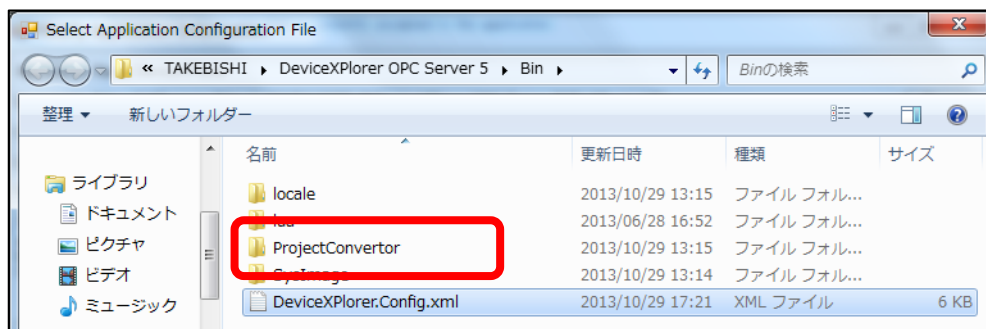 Select Application Configuration File
« TAKEBISHI ▸ DeviceXPlorer OPC Server 5 ▸ Bin ▸
Binの検索
整理 ▼ 新しいフォルダー
名前 更新日時 種類 サイズ
ライブラリ
ドキュメント
ピクチャ
ビデオ
ミュージック
locale 2013/10/29 13:15 ファイル フォル...
2013/06/28 16:52 ファイル フォル...
ProjectConvertor 2013/10/29 13:15 ファイル フォル...
SysImage 2013/10/29 13:14 ファイル フォル...
DeviceXPlorer.Config.xml 2013/10/29 17:21 XML ファイル 6 KB